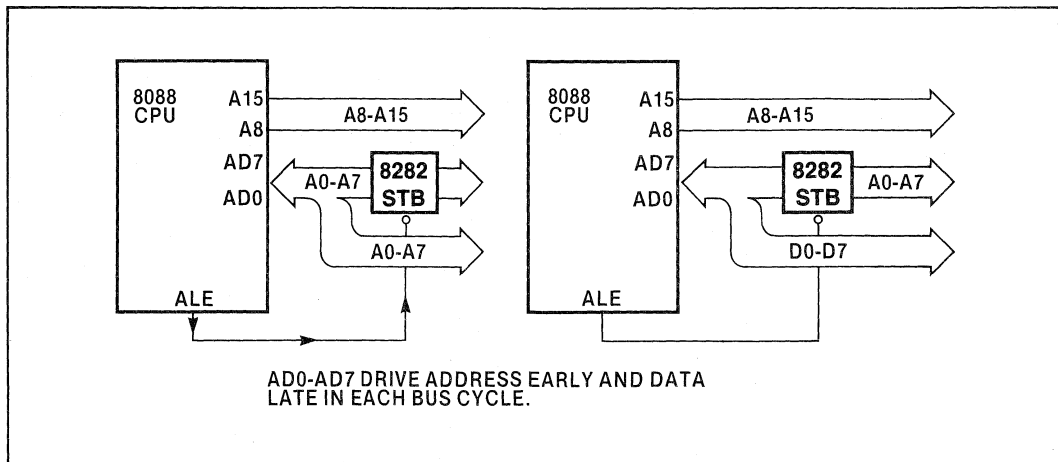 8088
CPU
A15
A8
AD7
AD0
ALE
A8-A15
A0-A7
8282
STB
A0-A7
8088
CPU
A15
A8
AD7
AD0
ALE
A8-A15
8282
STB
A0-A7
D0-D7
AD0-AD7 DRIVE ADDRESS EARLY AND DATA
LATE IN EACH BUS CYCLE.